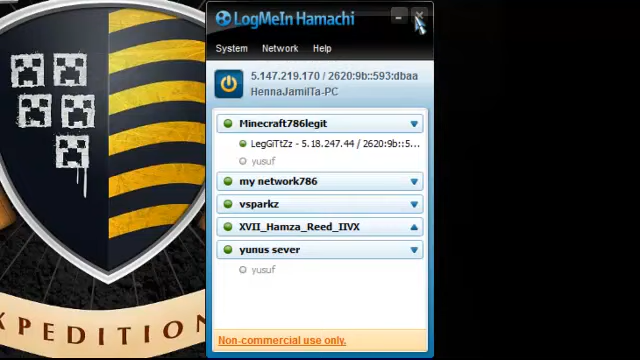 LogMeIn Hamachi
System Network Help
5.147.219.170 / 2620:9b::593:dbaa
HennaJamilTa-PC
Minecraft786legit
LegGiTtZz - 5.18.247.44 / 2620:9b::5...
yusuf
my network786
vsparkz
XVII_Hamza_Reed_IIVX
yunus sever
yusuf
XPEDITION
Non-commercial use only.